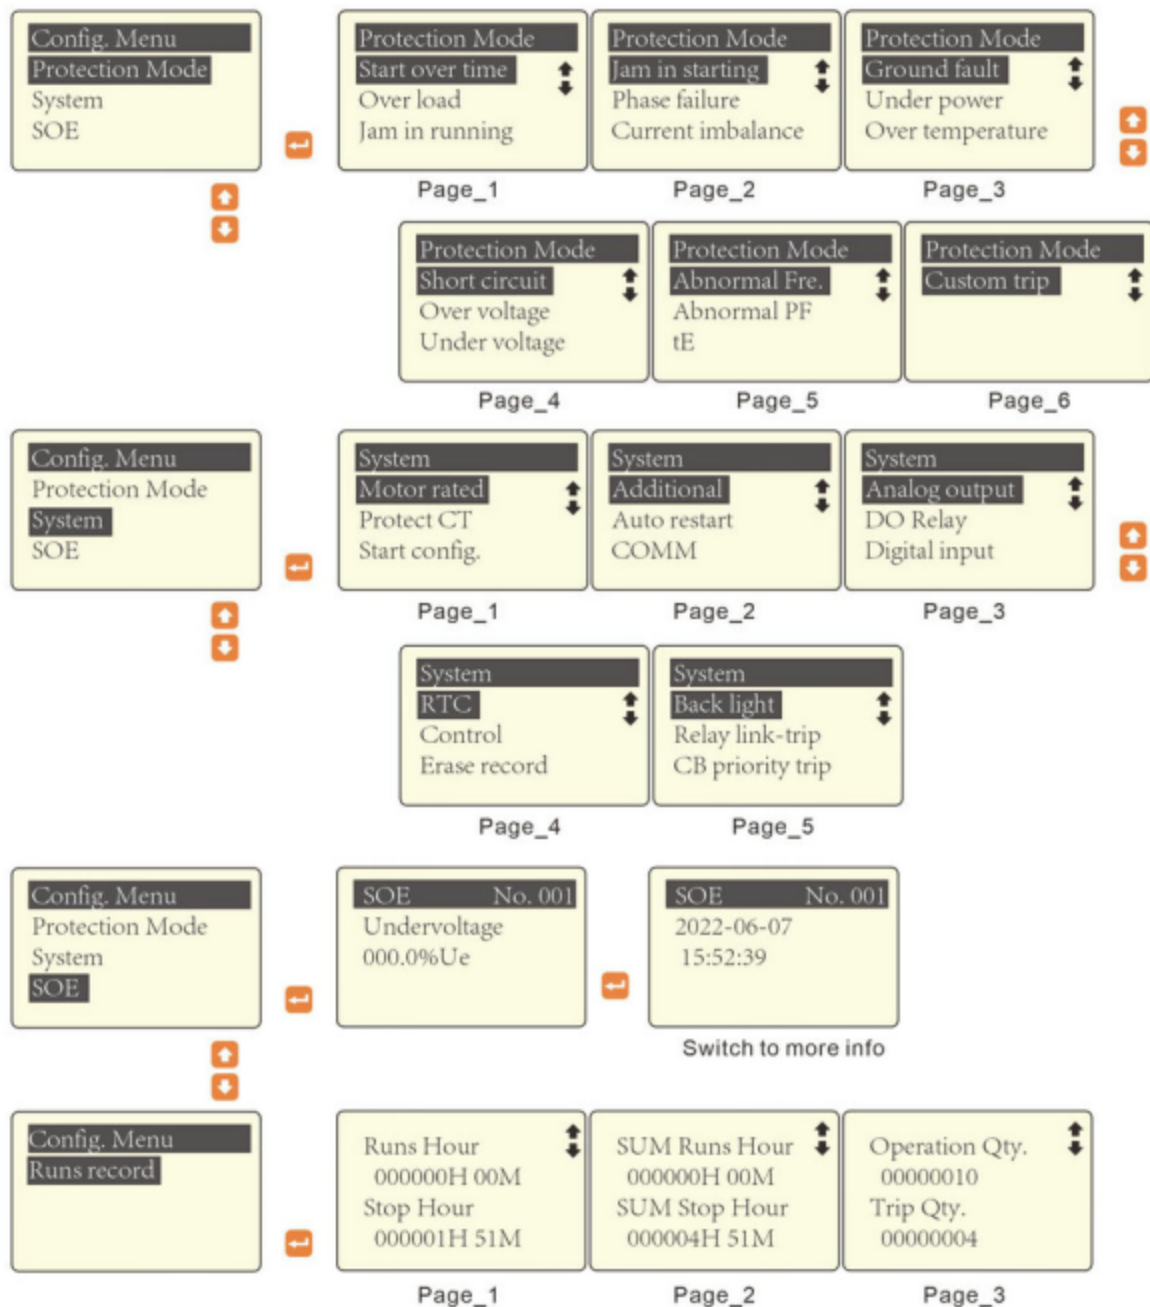 Config. Menu
Protection Mode
System
SOE
Protection Mode
Start over time
Over load
Jam in running
Page_1
Protection Mode
Jam in starting
Phase failure
Current imbalance
Page_2
Protection Mode
Ground fault
Under power
Over temperature
Page_3
Protection Mode
Short circuit
Over voltage
Under voltage
Page_4
Protection Mode
Abnormal Fre.
Abnormal PF
tE
Page_5
Protection Mode
Custom trip
Page_6
Config. Menu
Protection Mode
System
SOE
System
Motor rated
Protect CT
Start config.
Page_1
System
Additional
Auto restart
COMM
Page_2
System
Analog output
DO Relay
Digital input
Page_3
System
RTC
Control
Erase record
Page_4
System
Back light
Relay link-trip
CB priority trip
Page_5
Config. Menu
Protection Mode
System
SOE
SOE No. 001
Undervoltage
000.0%Ue
SOE No. 001
2022-06-07
15:52:39
Switch to more info
Config. Menu
Runs record
Runs Hour
000000H 00M
Stop Hour
000001H 51M
Page_1
SUM Runs Hour
000000H 00M
SUM Stop Hour
000004H 51M
Page_2
Operation Qty.
00000010
Trip Qty.
00000004
Page_3